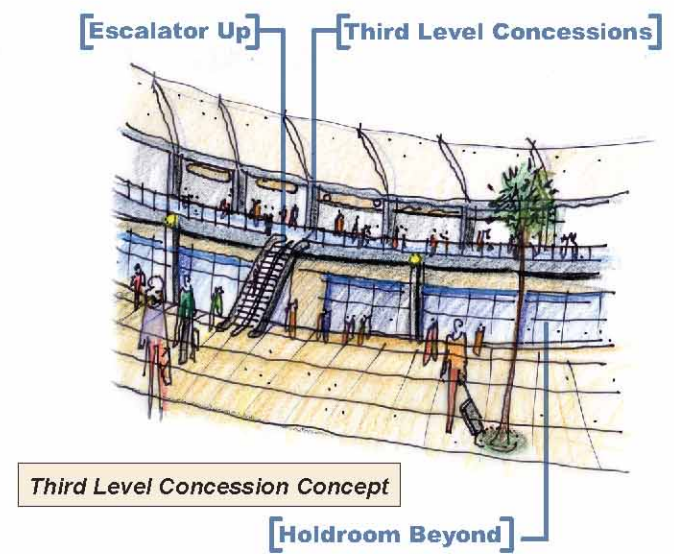 [Escalator Up]
[Third Level Concessions]
Third Level Concession Concept
[Holdroom Beyond]